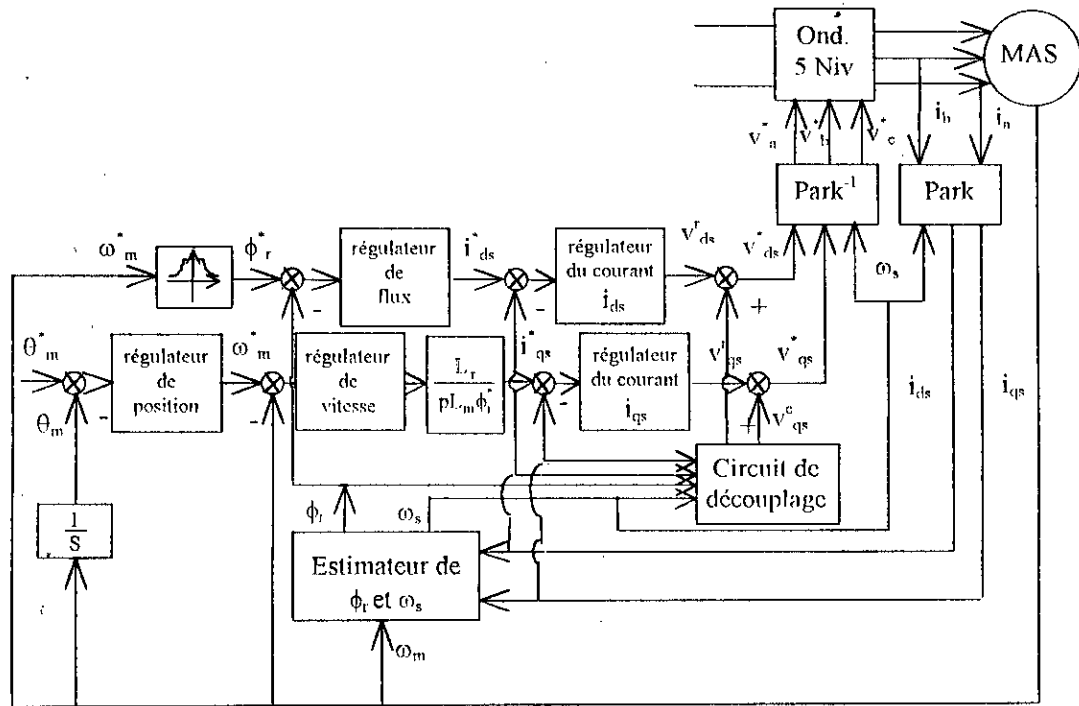 Ond.
5 Niv
MAS
v*a
v*b
v*c
ib
ia
Park-1
Park
ω*m
ϕ*r
régulateur
de
flux
i*ds
régulateur
du courant
ids
vrds
v*ds
ωs
θ*m
régulateur
de
position
ω*m
régulateur
de
vitesse
Lr
pLmϕ*r
i*qs
régulateur
du courant
iqs
vrqs
v*qs
ids
iqs
+
+
-
-
-
-
-
-
θm
vcqs
Circuit de
découplage
1
S
ϕr
ωs
Estimateur de
ϕr et ωs
ωm